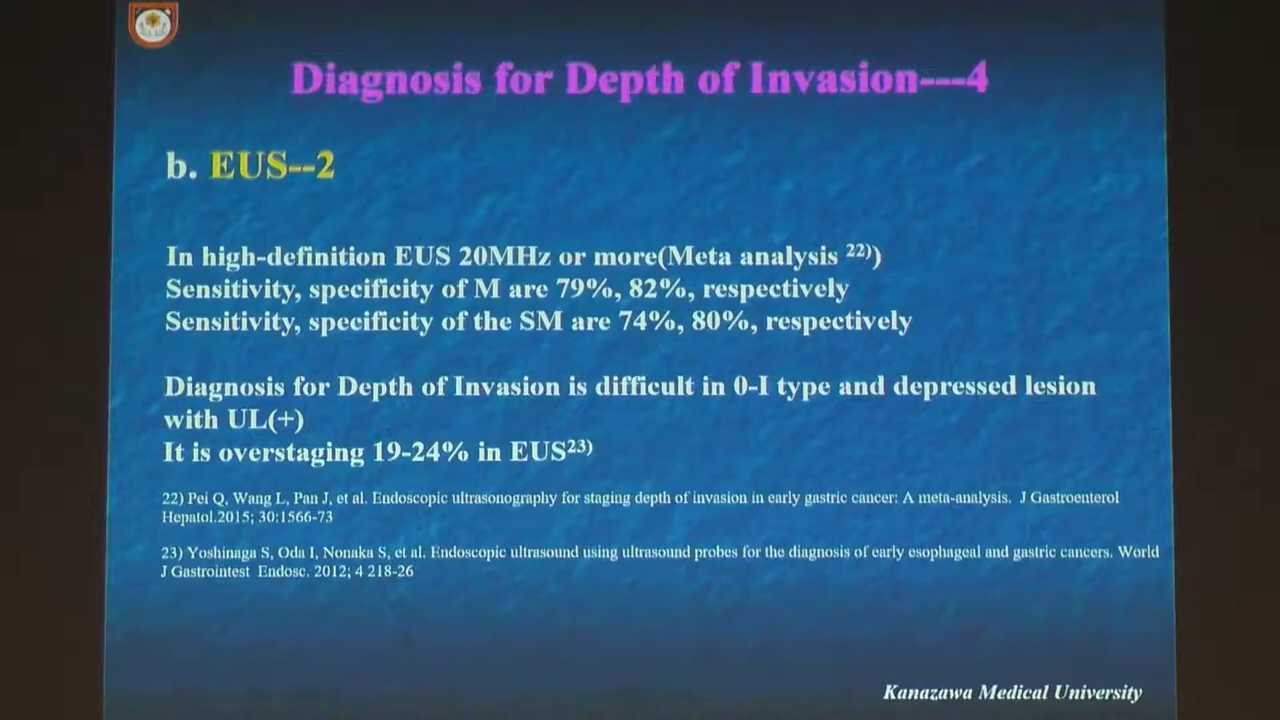 Diagnosis for Depth of Invasion---4
b. EUS--2
In high-definition EUS 20MHz or more(Meta analysis 22))
Sensitivity, specificity of M are 79%, 82%, respectively
Sensitivity, specificity of the SM are 74%, 80%, respectively
Diagnosis for Depth of Invasion is difficult in 0-I type and depressed lesion
with UL(+)
It is overstaging 19-24% in EUS23)
22) Pei Q, Wang L, Pan J, et al. Endoscopic ultrasonography for staging depth of invasion in early gastric cancer: A meta-analysis. J Gastroenterol
Hepatol.2015; 30:1566-73
23) Yoshinaga S, Oda I, Nonaka S, et al. Endoscopic ultrasound using ultrasound probes for the diagnosis of early esophageal and gastric cancers. World
J Gastrointest Endosc. 2012; 4 218-26
Kanazawa Medical University